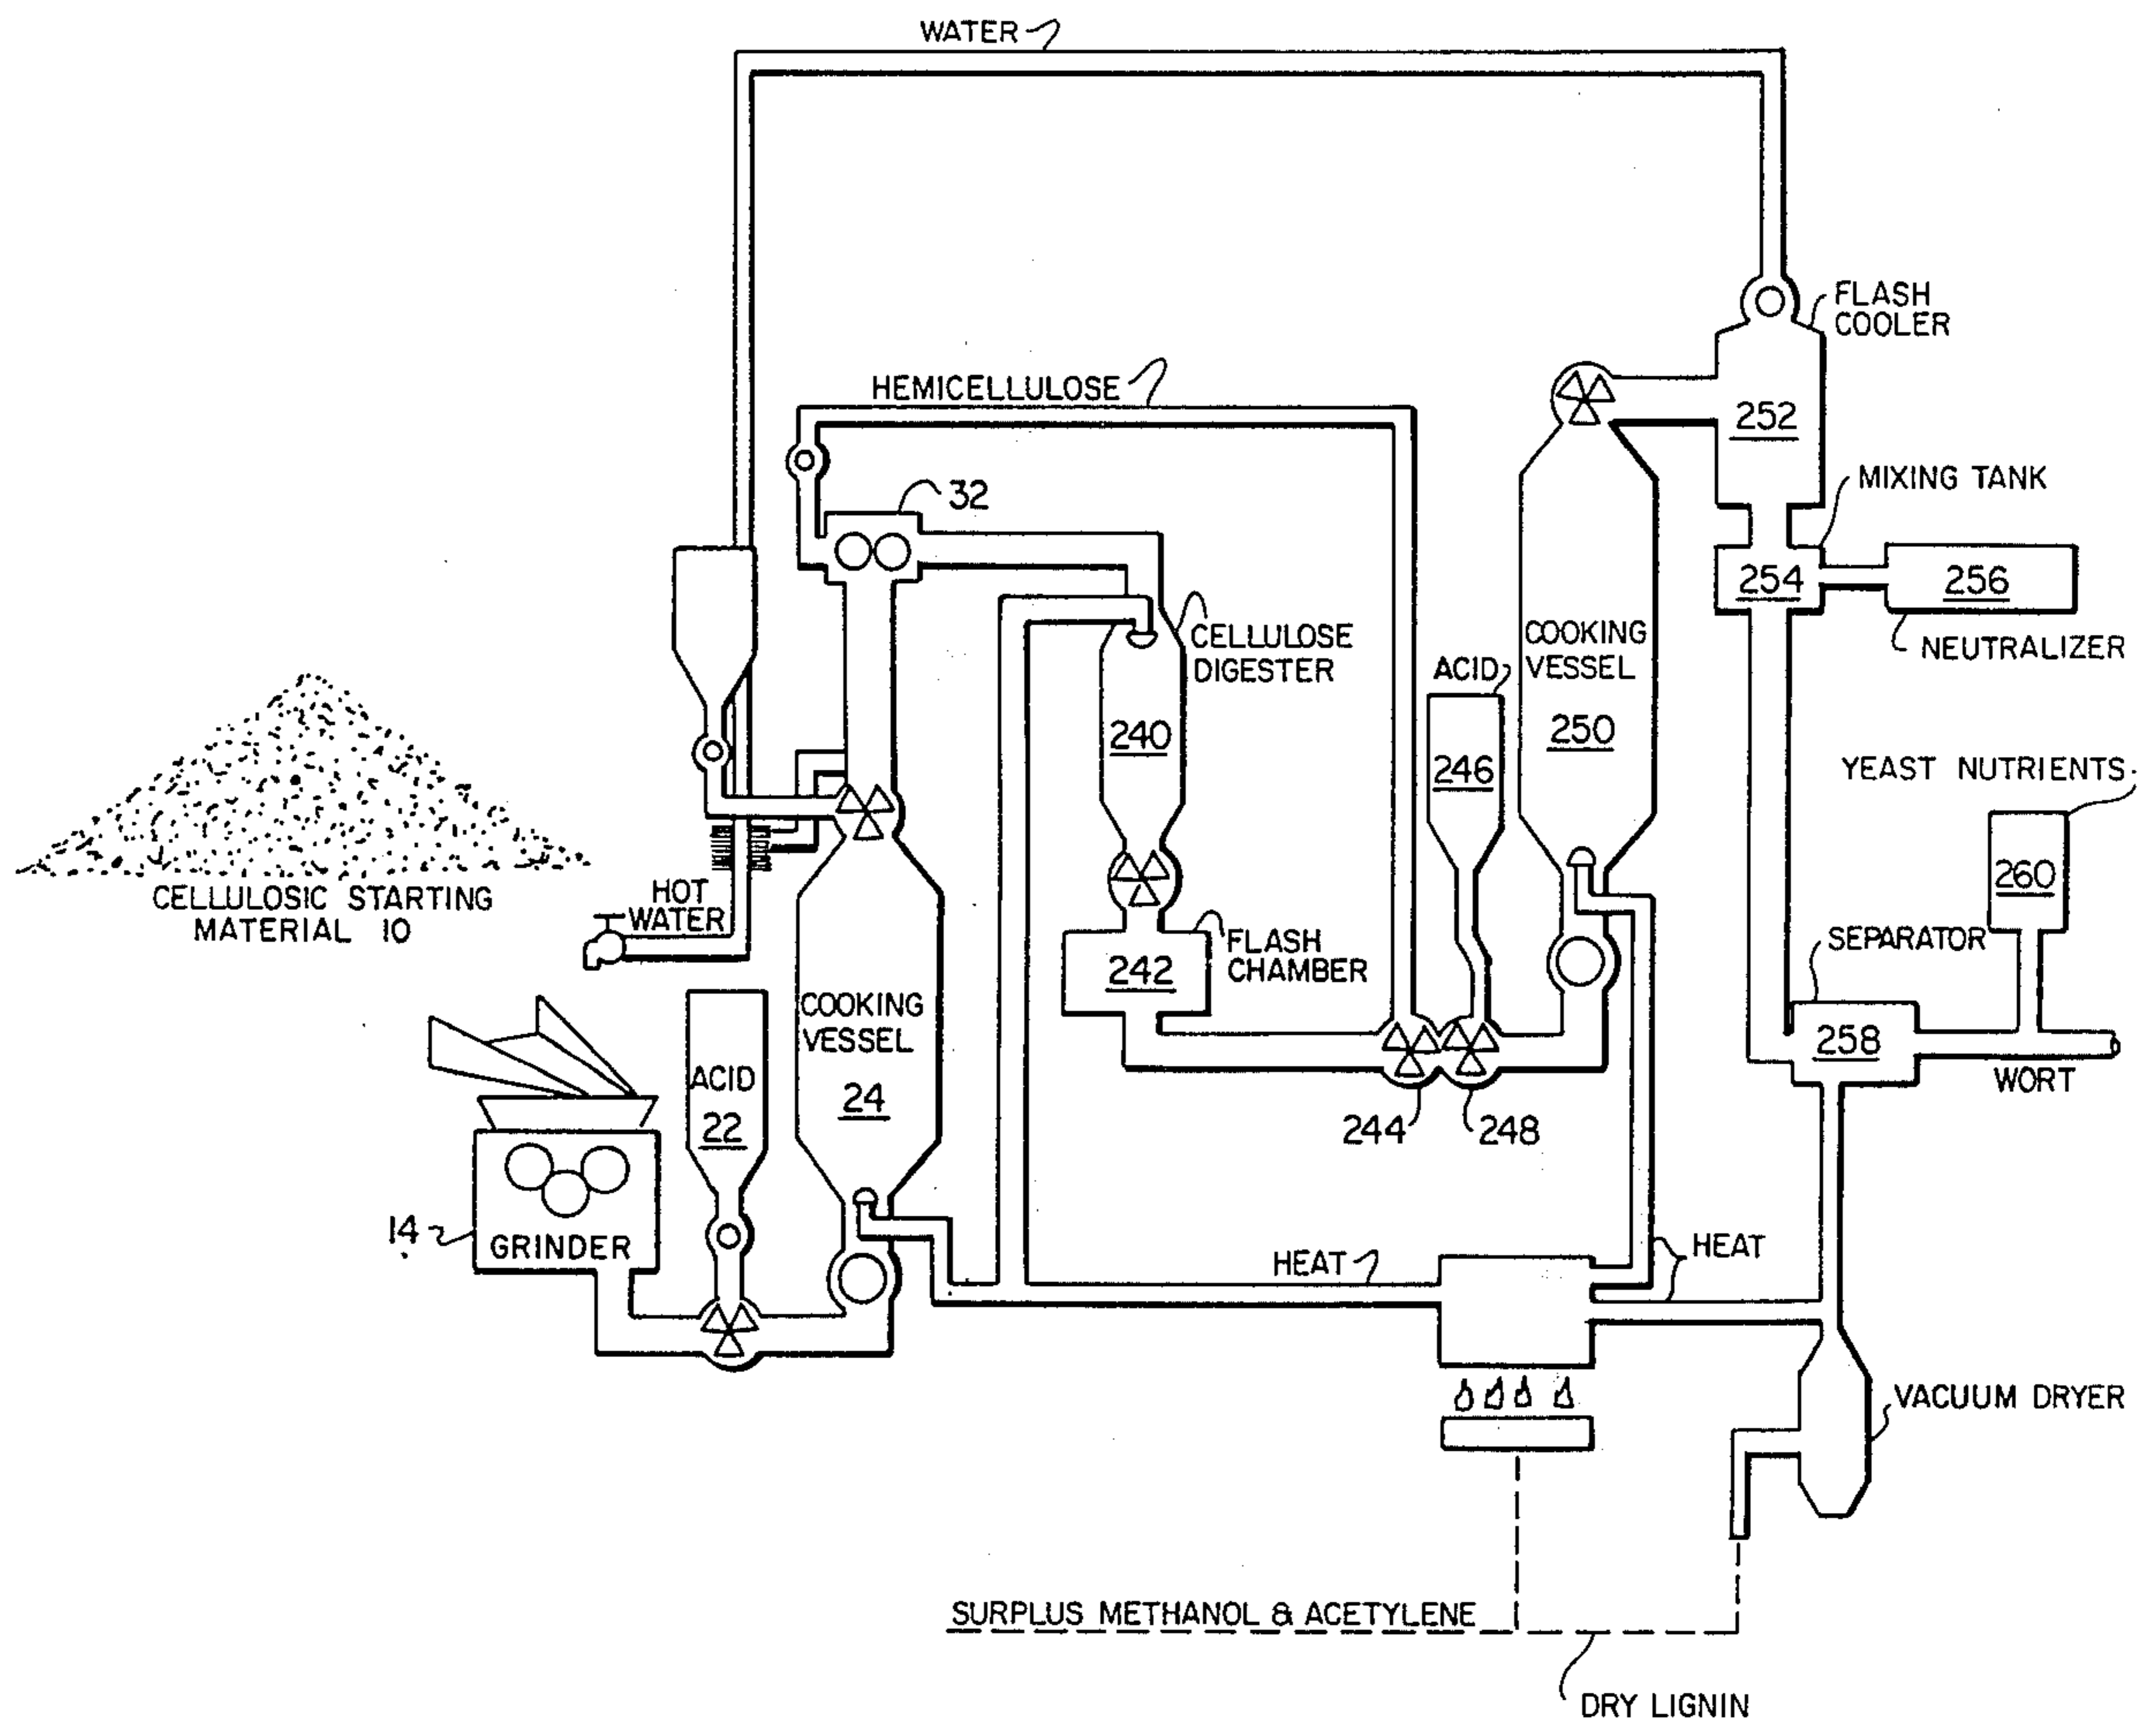 WATER
FLASH
COOLER
HEMICELLULOSE
252
MIXING TANK
32
254
256
NEUTRALIZER
CELLULOSE
DIGESTER
COOKING
VESSEL
250
ACID
240
246
YEAST NUTRIENTS
260
CELLULOSIC STARTING
MATERIAL 10
HOT
WATER
FLASH
CHAMBER
242
SEPARATOR
258
WORT
COOKING
VESSEL
24
ACID
22
244
248
14
GRINDER
HEAT
HEAT
VACUUM DRYER
SURPLUS METHANOL & ACETYLENE
DRY LIGNIN